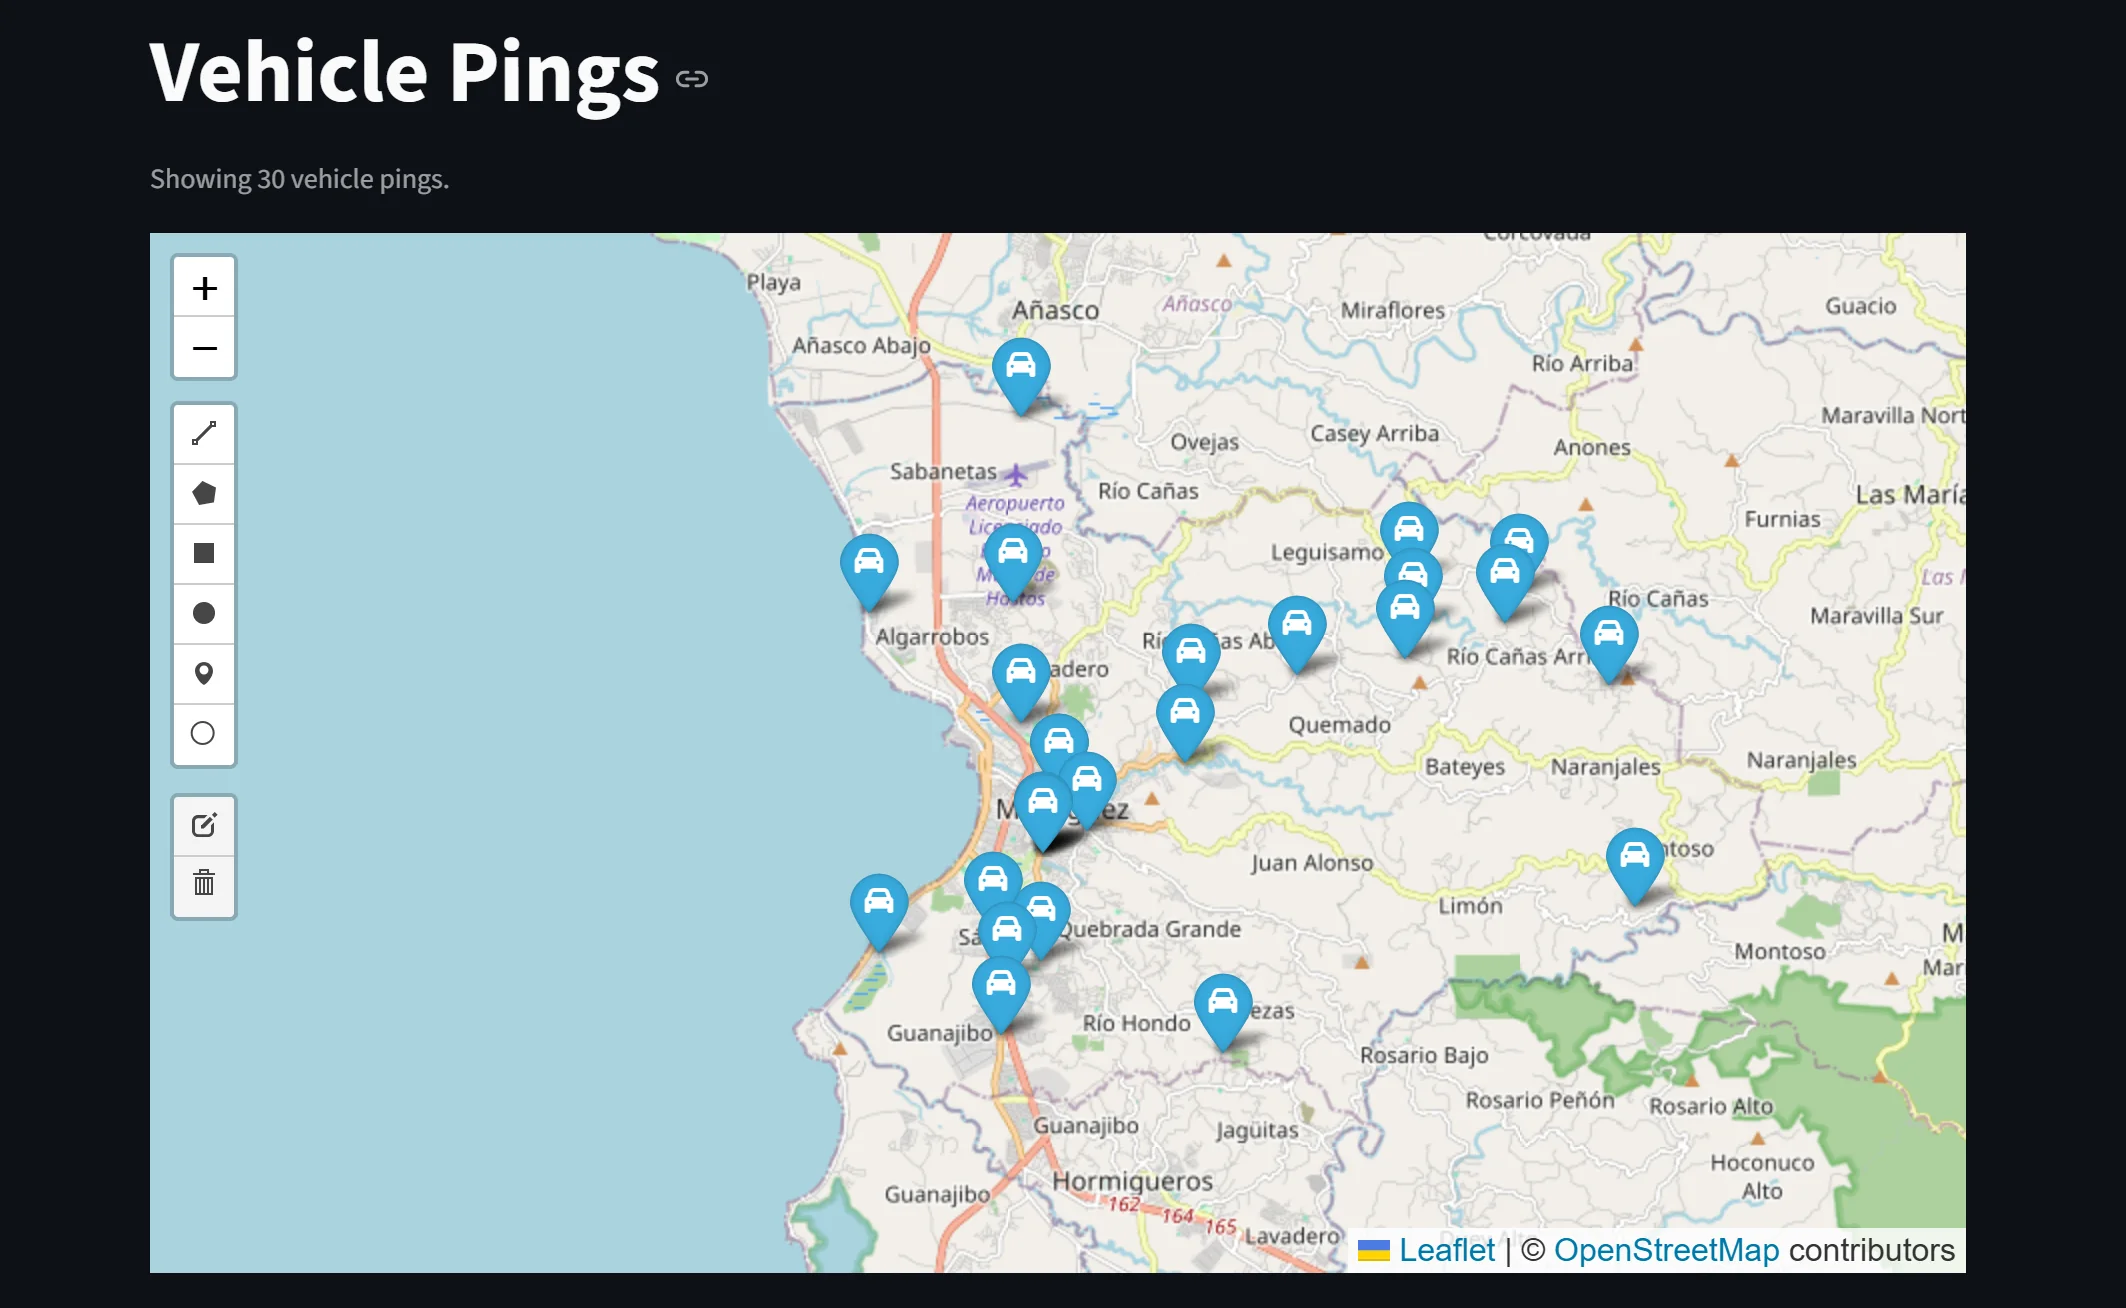 Vehicle Pings
Showing 30 vehicle pings.
+
−
Corcovada
Playa
Añasco
Añasco
Miraflores
Guacio
Añasco Abajo
Río Arriba
Maravilla Nort
Ovejas
Casey Arriba
Anones
Sabanetas
Río Cañas
Las María
Aeropuerto
Furnias
Leguisamo
Las
Río Cañas
Maravilla Sur
Algarrobos
Río Cañas
Quemado
Bateyes
Naranjales
Naranjales
Juan Alonso
Limón
Quebrada Grande
Montoso
Río Hondo
Guanajibo
Rosario Bajo
Rosario Peñón
Rosario Alto
Guanajibo
Jagüitas
Hoconuco
Alto
Hormigueros
Guanajibo
162
164
165
Lavadero
Leaflet | © OpenStreetMap contributors